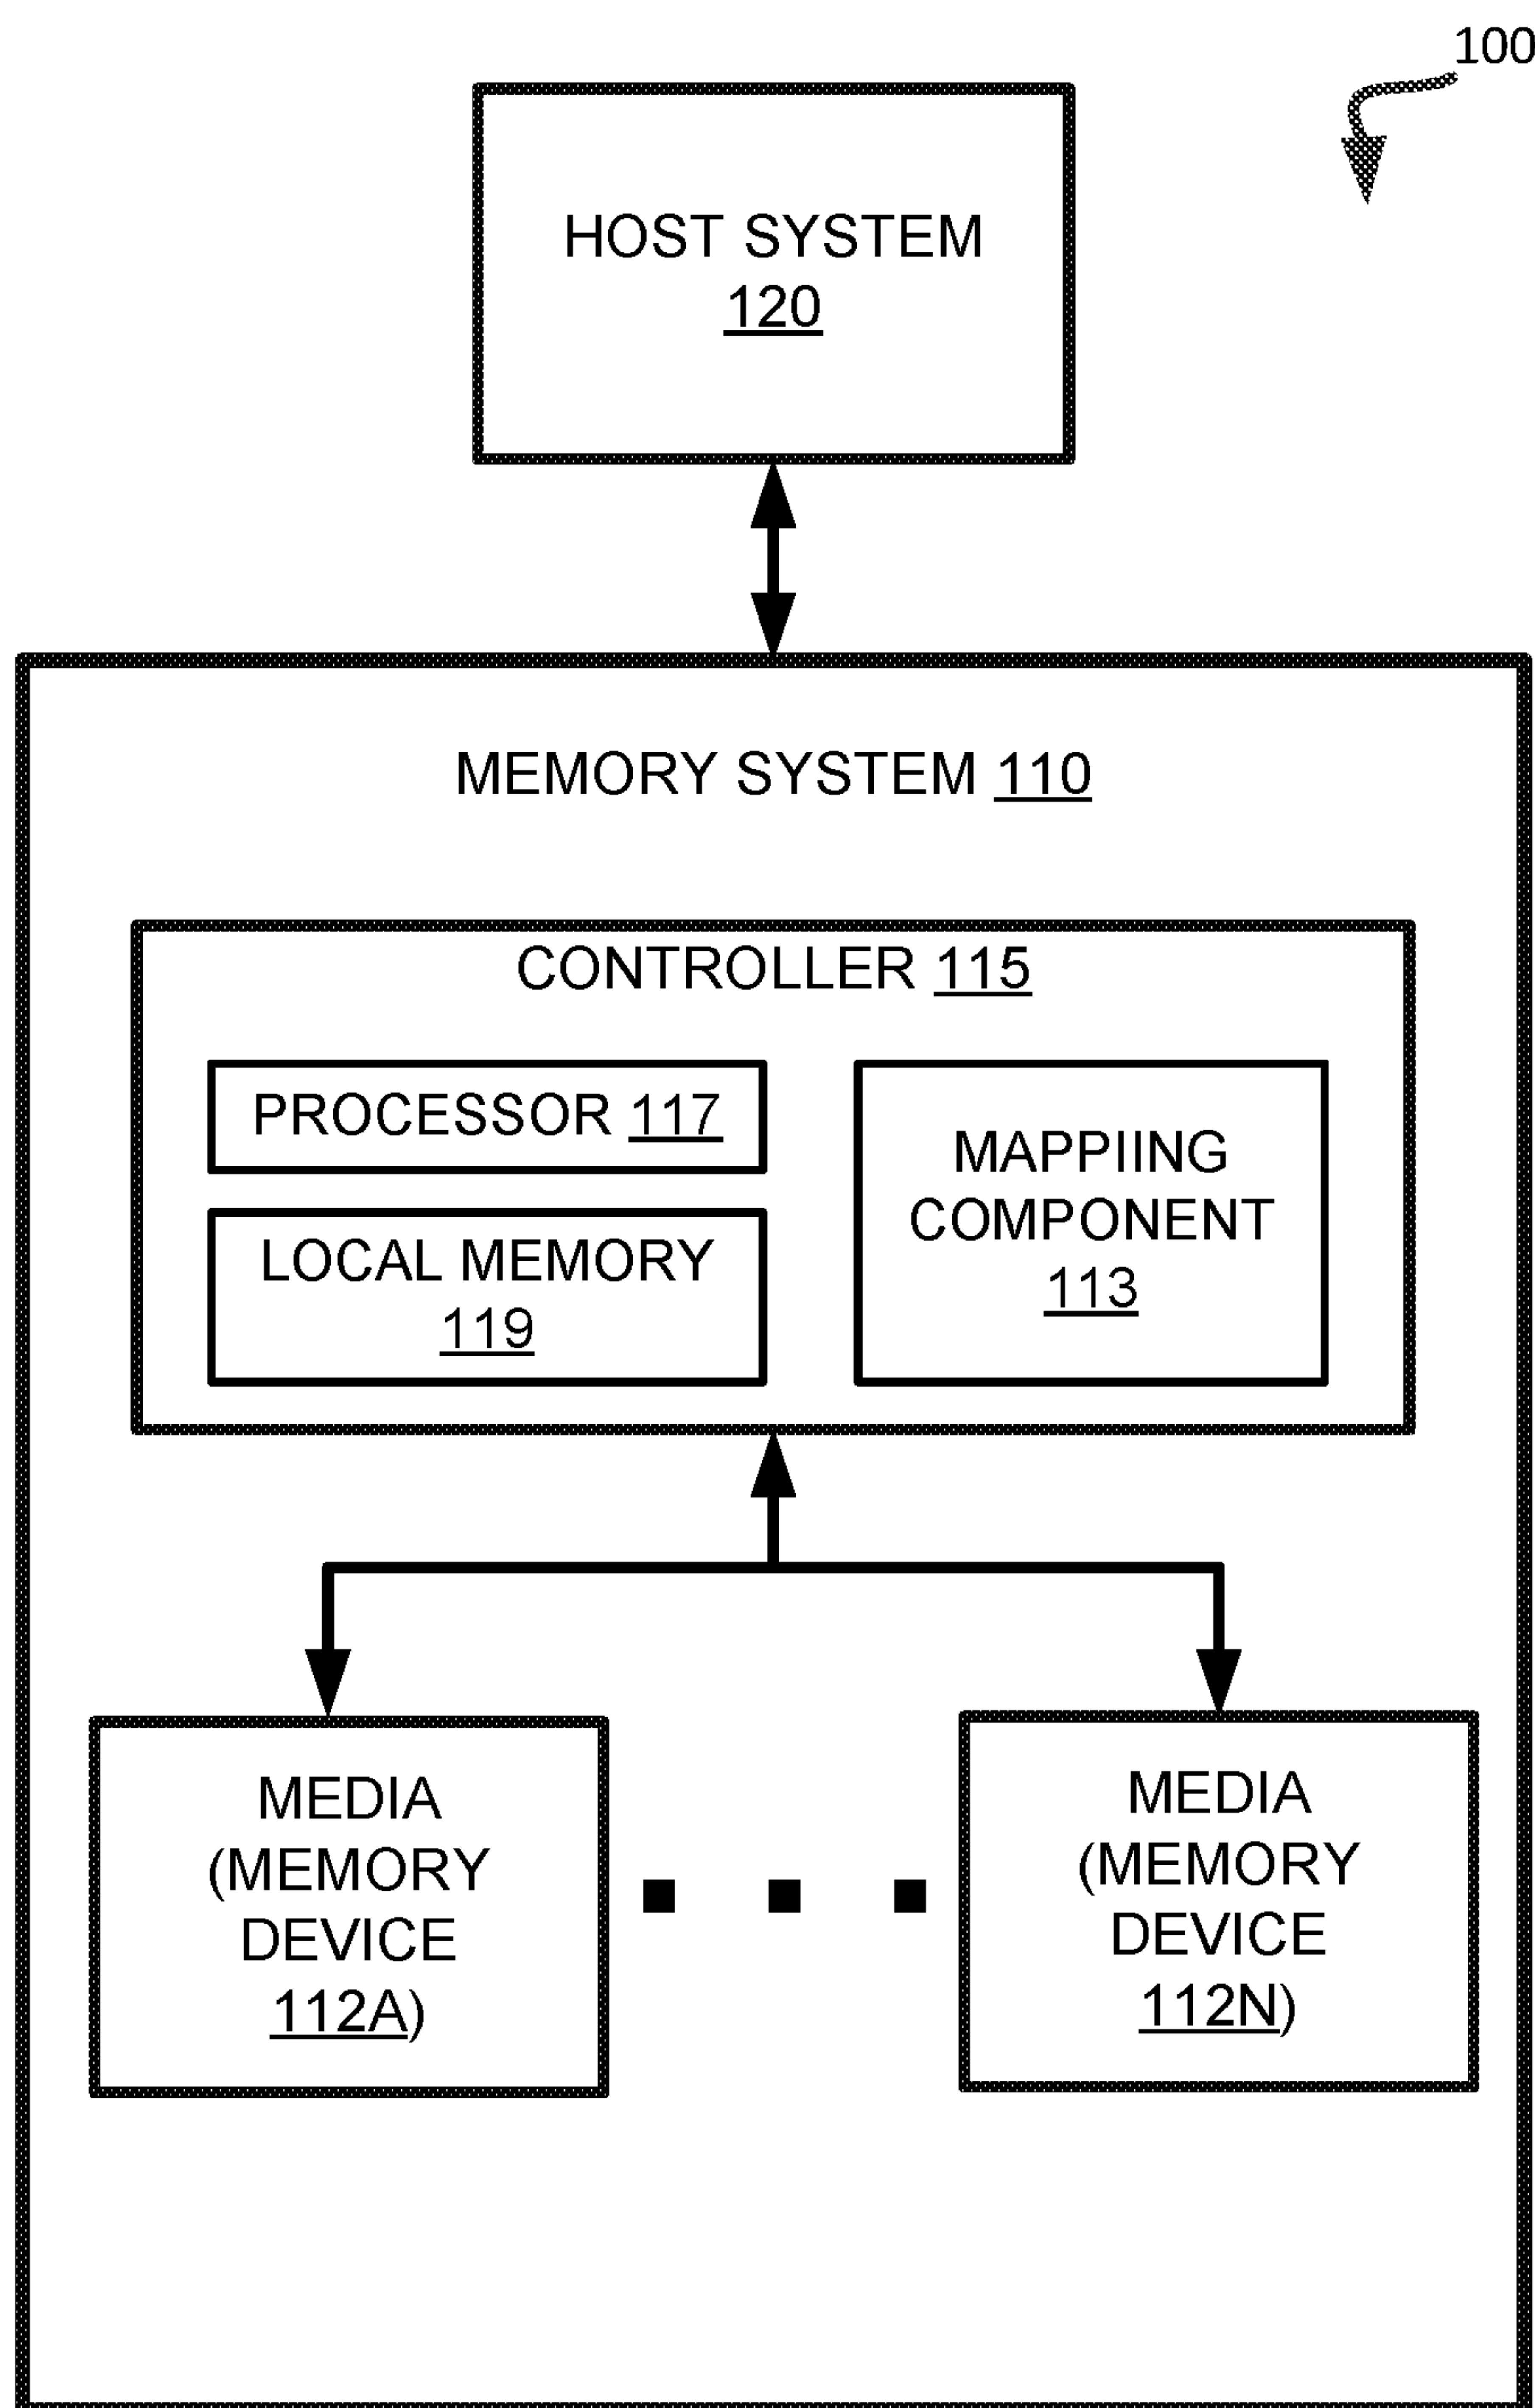 100
HOST SYSTEM
120
MEMORY SYSTEM 110
CONTROLLER 115
PROCESSOR 117
LOCAL MEMORY
119
MAPPIING
COMPONENT
113
MEDIA
(MEMORY
DEVICE
112A)
MEDIA
(MEMORY
DEVICE
112N)